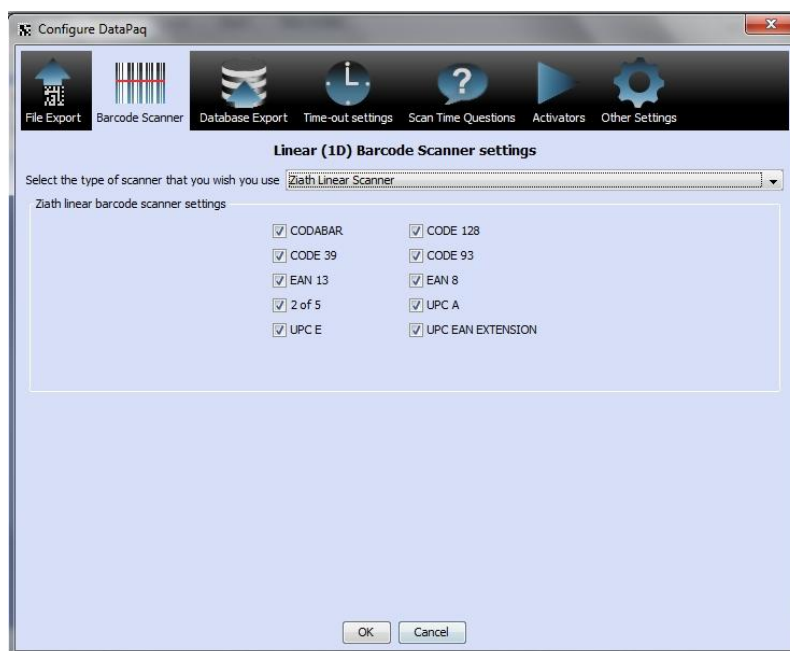 Configure DataPaq
x
File Export Barcode Scanner Database Export Time-out settings Scan Time Questions Activators Other Settings
Linear (1D) Barcode Scanner settings
Select the type of scanner that you wish you use Ziath Linear Scanner
Ziath linear barcode scanner settings
CODABAR CODE 128
CODE 39 CODE 93
EAN 13 EAN 8
2 of 5 UPC A
UPC E UPC EAN EXTENSION
OK Cancel